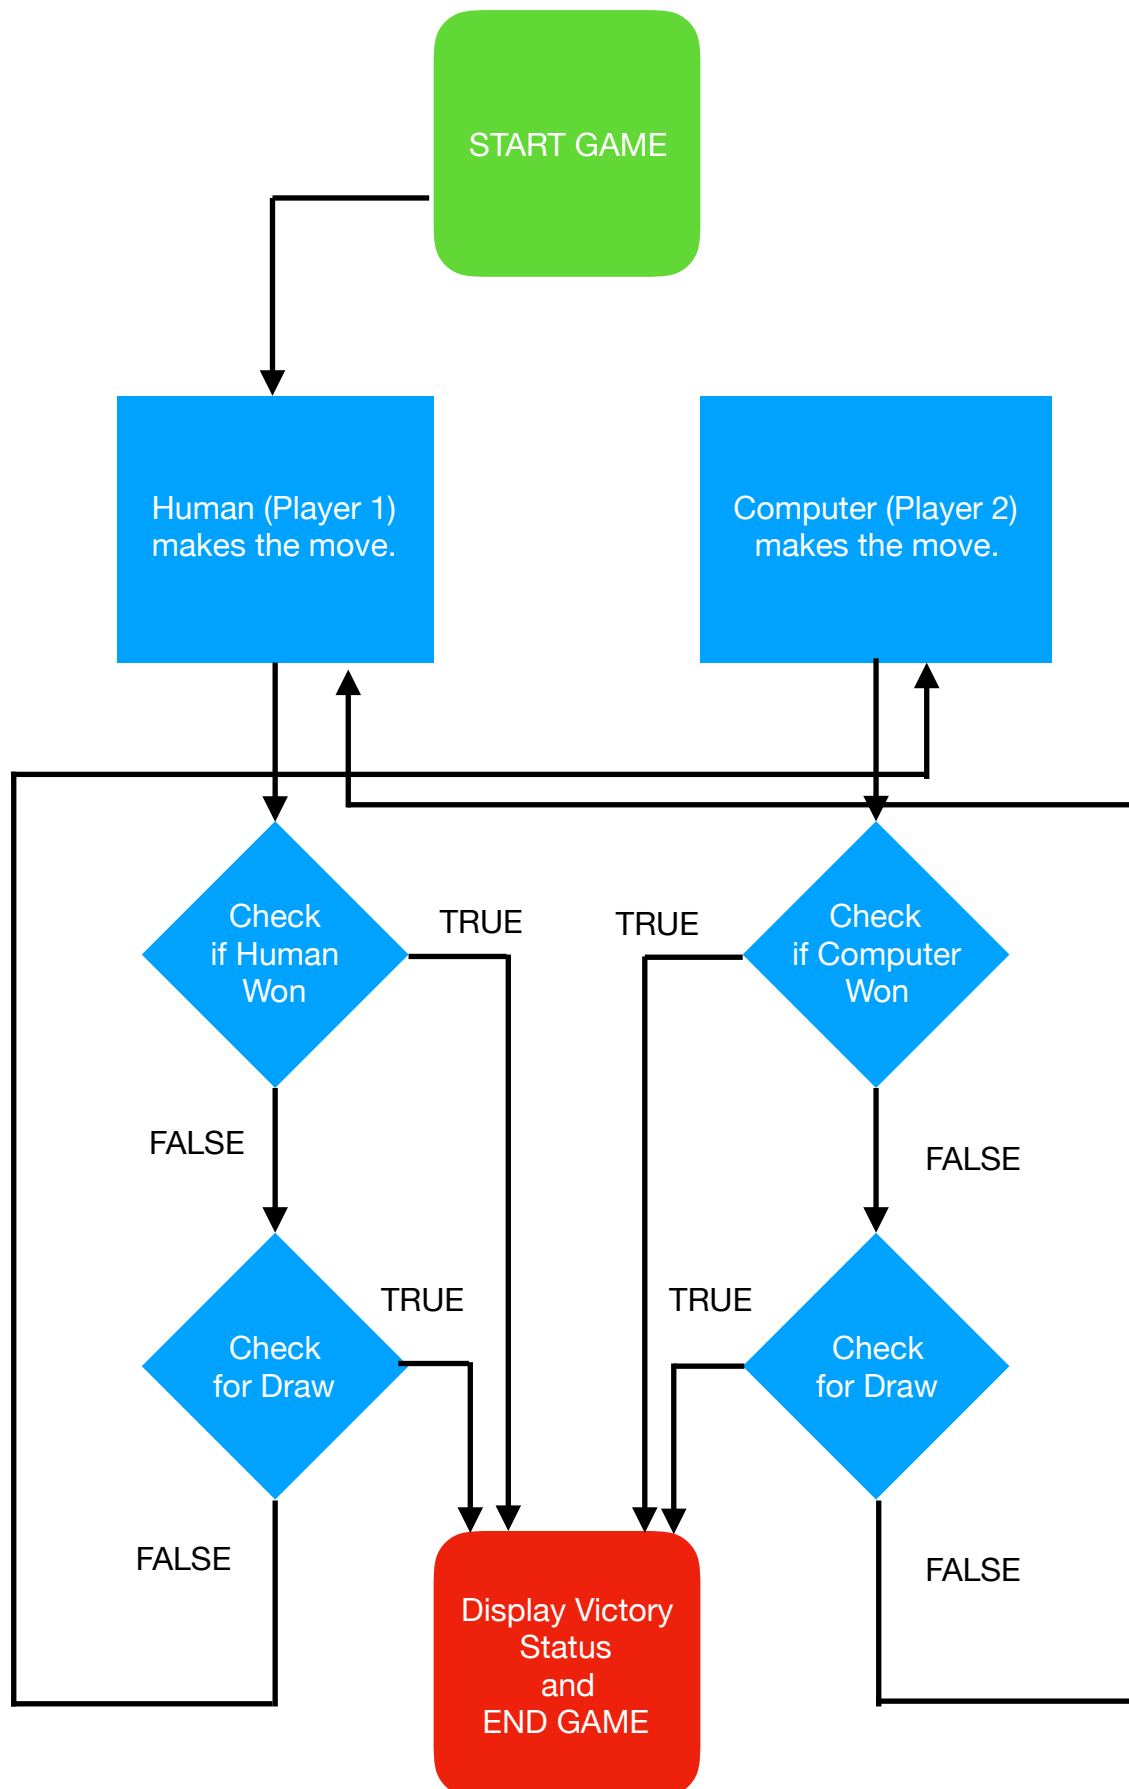 START GAME
Human (Player 1)
makes the move.
Computer (Player 2)
makes the move.
Check
if Human
Won
TRUE
TRUE
Check
if Computer
Won
FALSE
FALSE
Check
for Draw
TRUE
TRUE
Check
for Draw
FALSE
FALSE
Display Victory
Status
and
END GAME